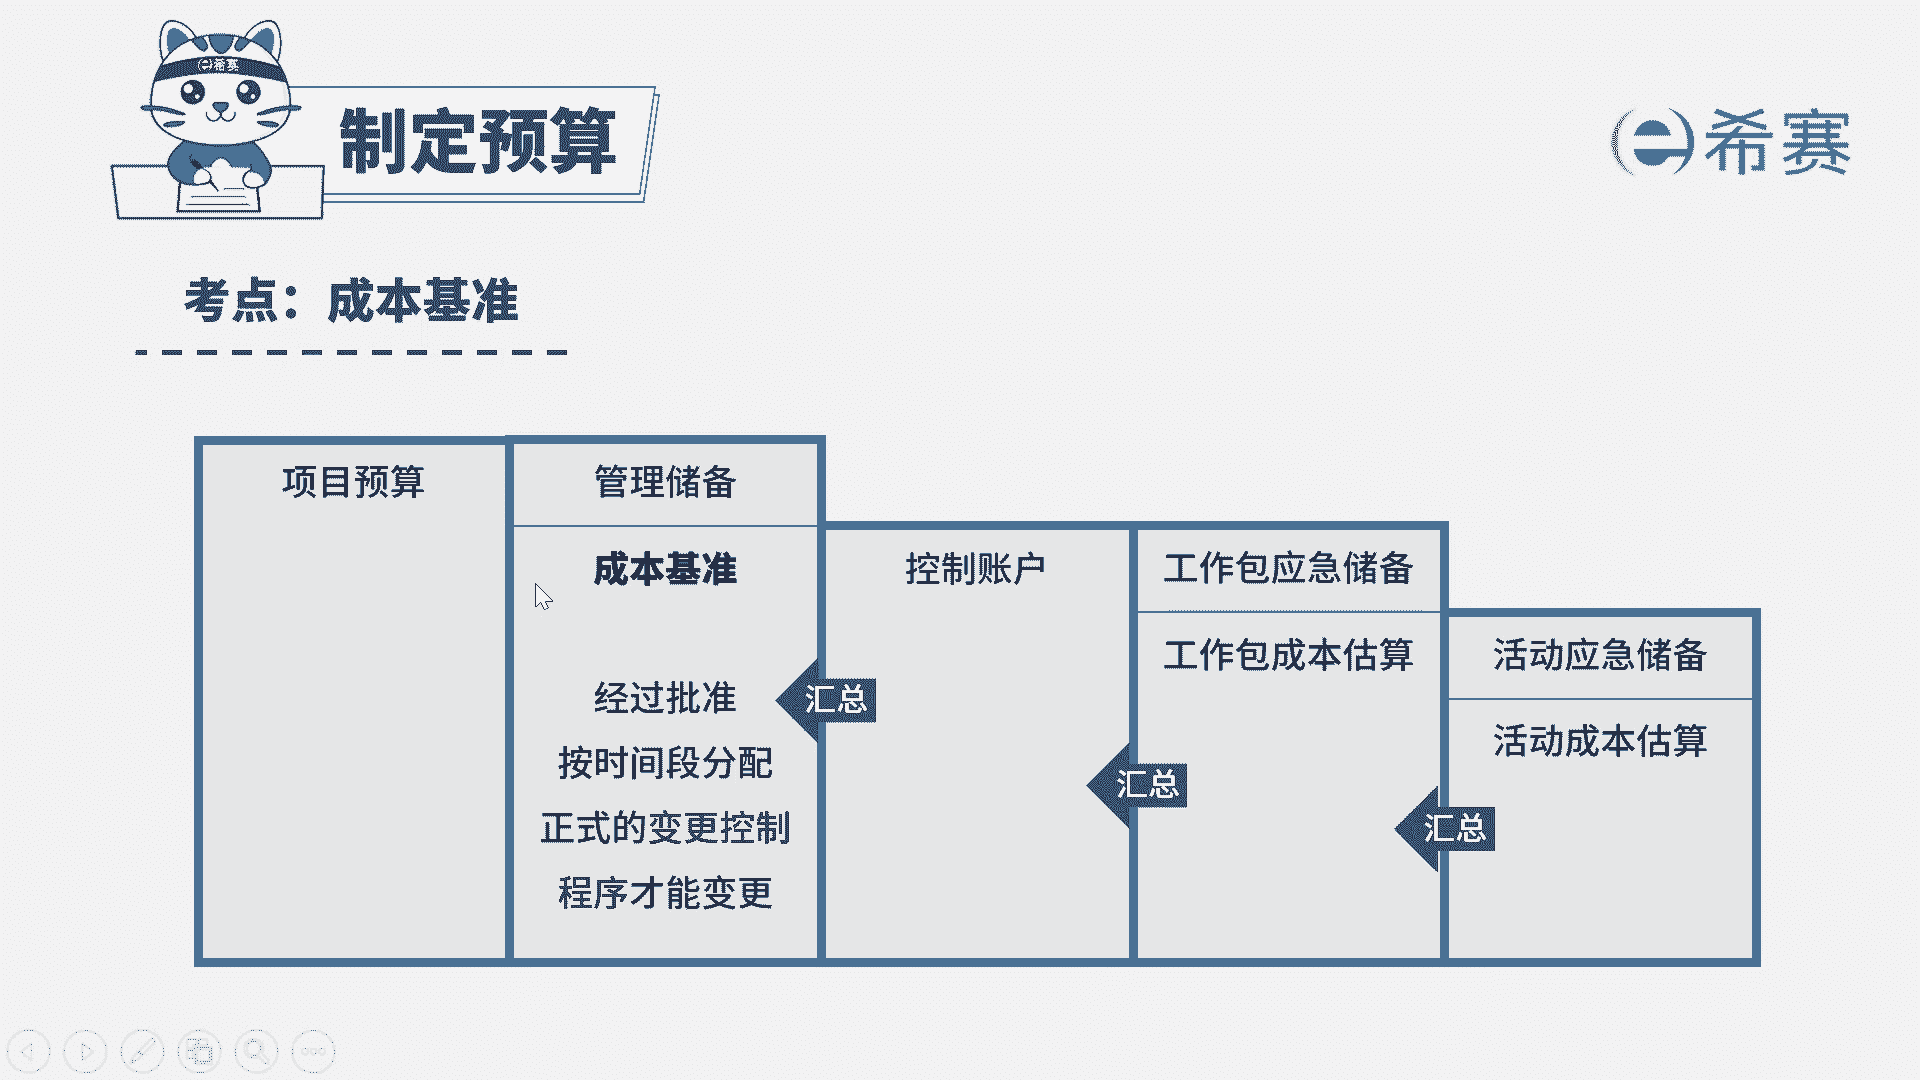 希赛
制定预算
希赛
考点：成本基准
项目预算
管理储备
成本基准
经过批准
按时间段分配
正式的变更控制
程序才能变更
汇总
控制账户
汇总
工作包应急储备
工作包成本估算
汇总
活动应急储备
活动成本估算